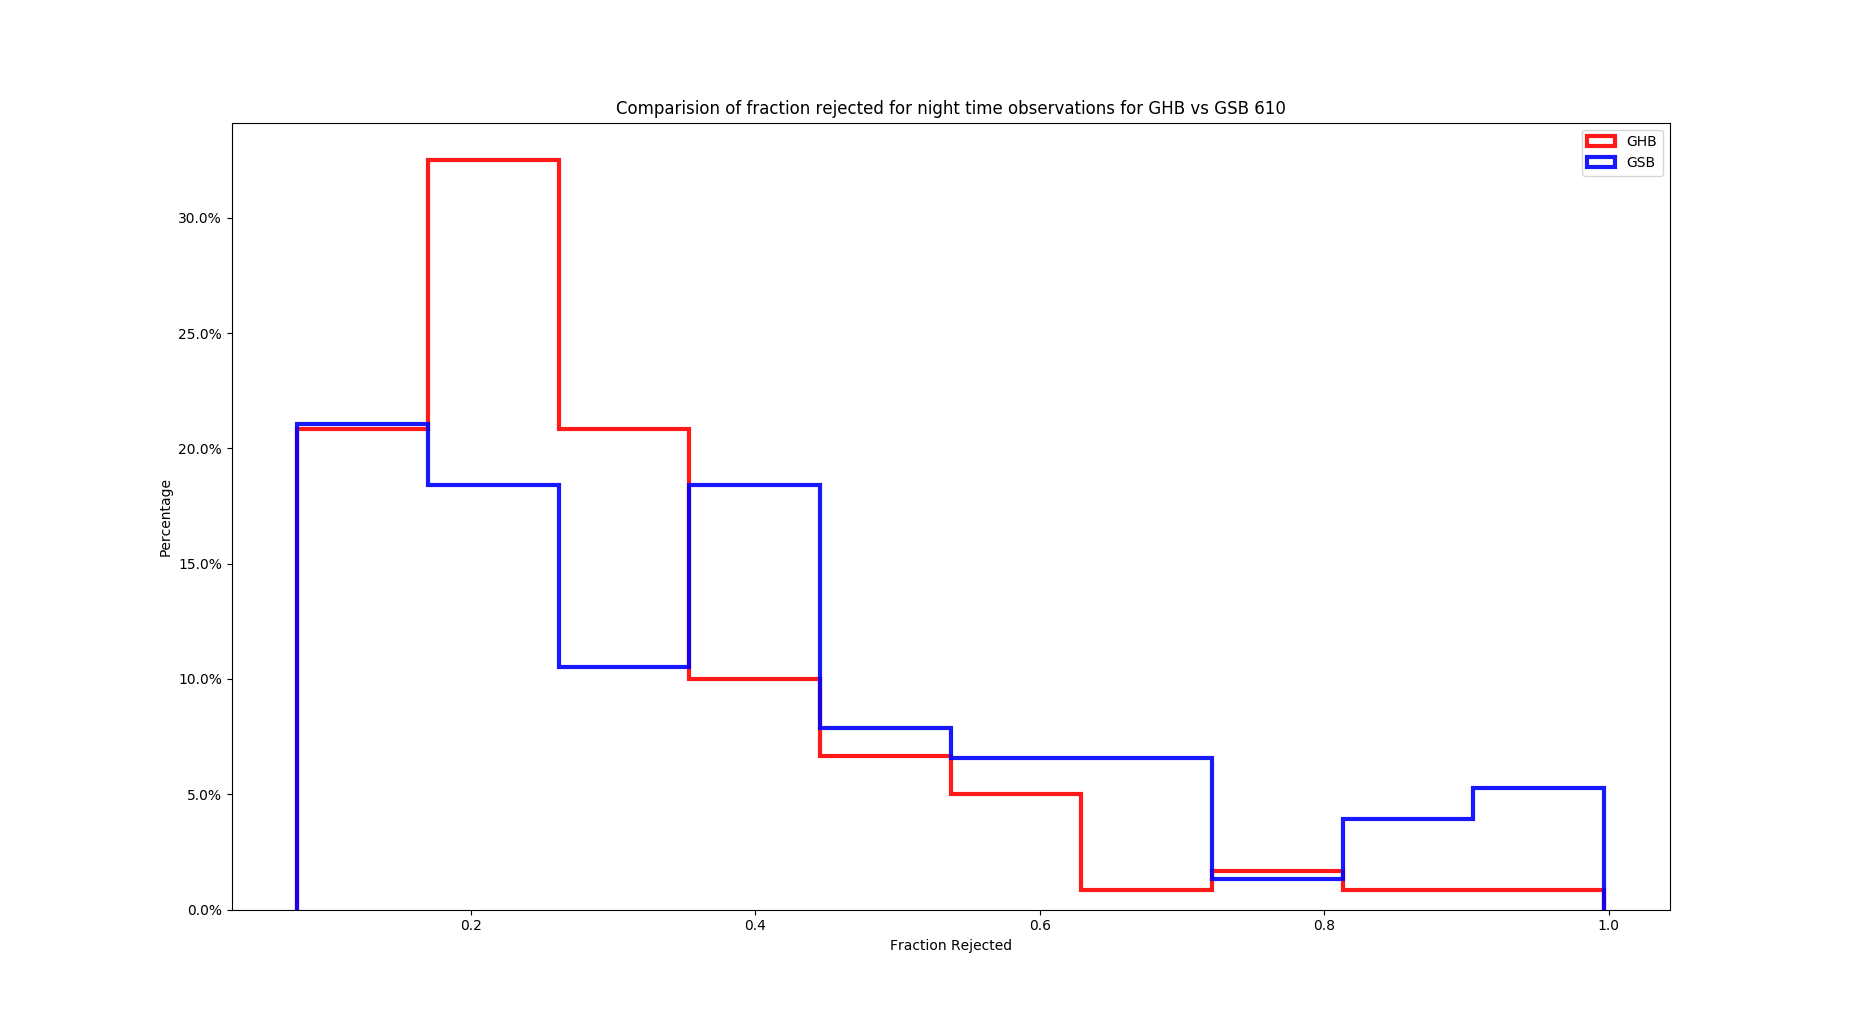 Comparision of fraction rejected for night time observations for GHB vs GSB 610
GHB
GSB
30.0%
25.0%
20.0%
15.0%
10.0%
5.0%
0.0%
Percentage
0.2 0.4 0.6 0.8 1.0
Fraction Rejected